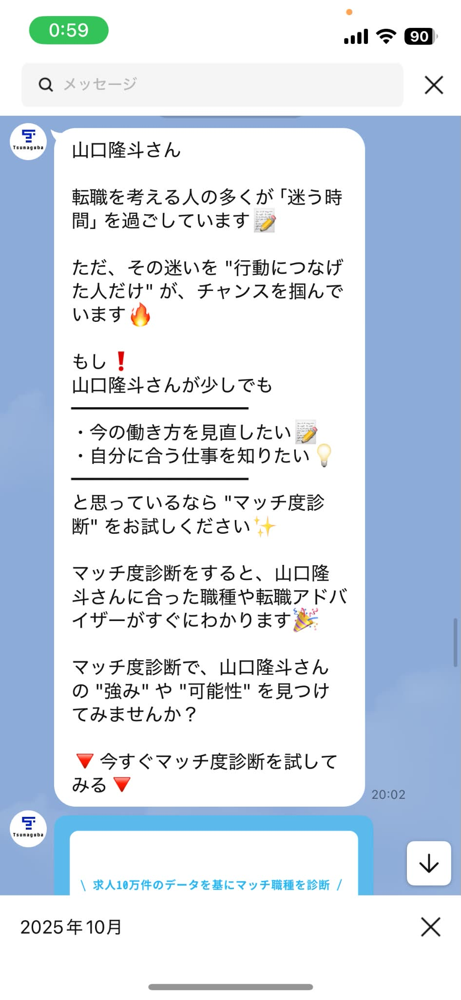 0:59
90
メッセージ
Tsunaguba
山口隆斗さん
転職を考える人の多くが「迷う時
間」を過ごしています
ただ、その迷いを "行動につなげ
た人だけ" が、チャンスを掴んで
います🔥
もし❗
山口隆斗さんが少しでも
・今の働き方を見直したい
・自分に合う仕事を知りたい💡
と思っているなら "マッチ度診
断" をお試しください✨
マッチ度診断をすると、山口隆
斗さんに合った職種や転職アドバ
イザーがすぐにわかります🎉
マッチ度診断で、山口隆斗さん
の "強み" や "可能性" を見つけ
てみませんか？
🔻今すぐマッチ度診断を試して
みる🔻
20:02
Tsunaguba
\ 求人10万件のデータを基にマッチ職種を診断 /
2025年10月